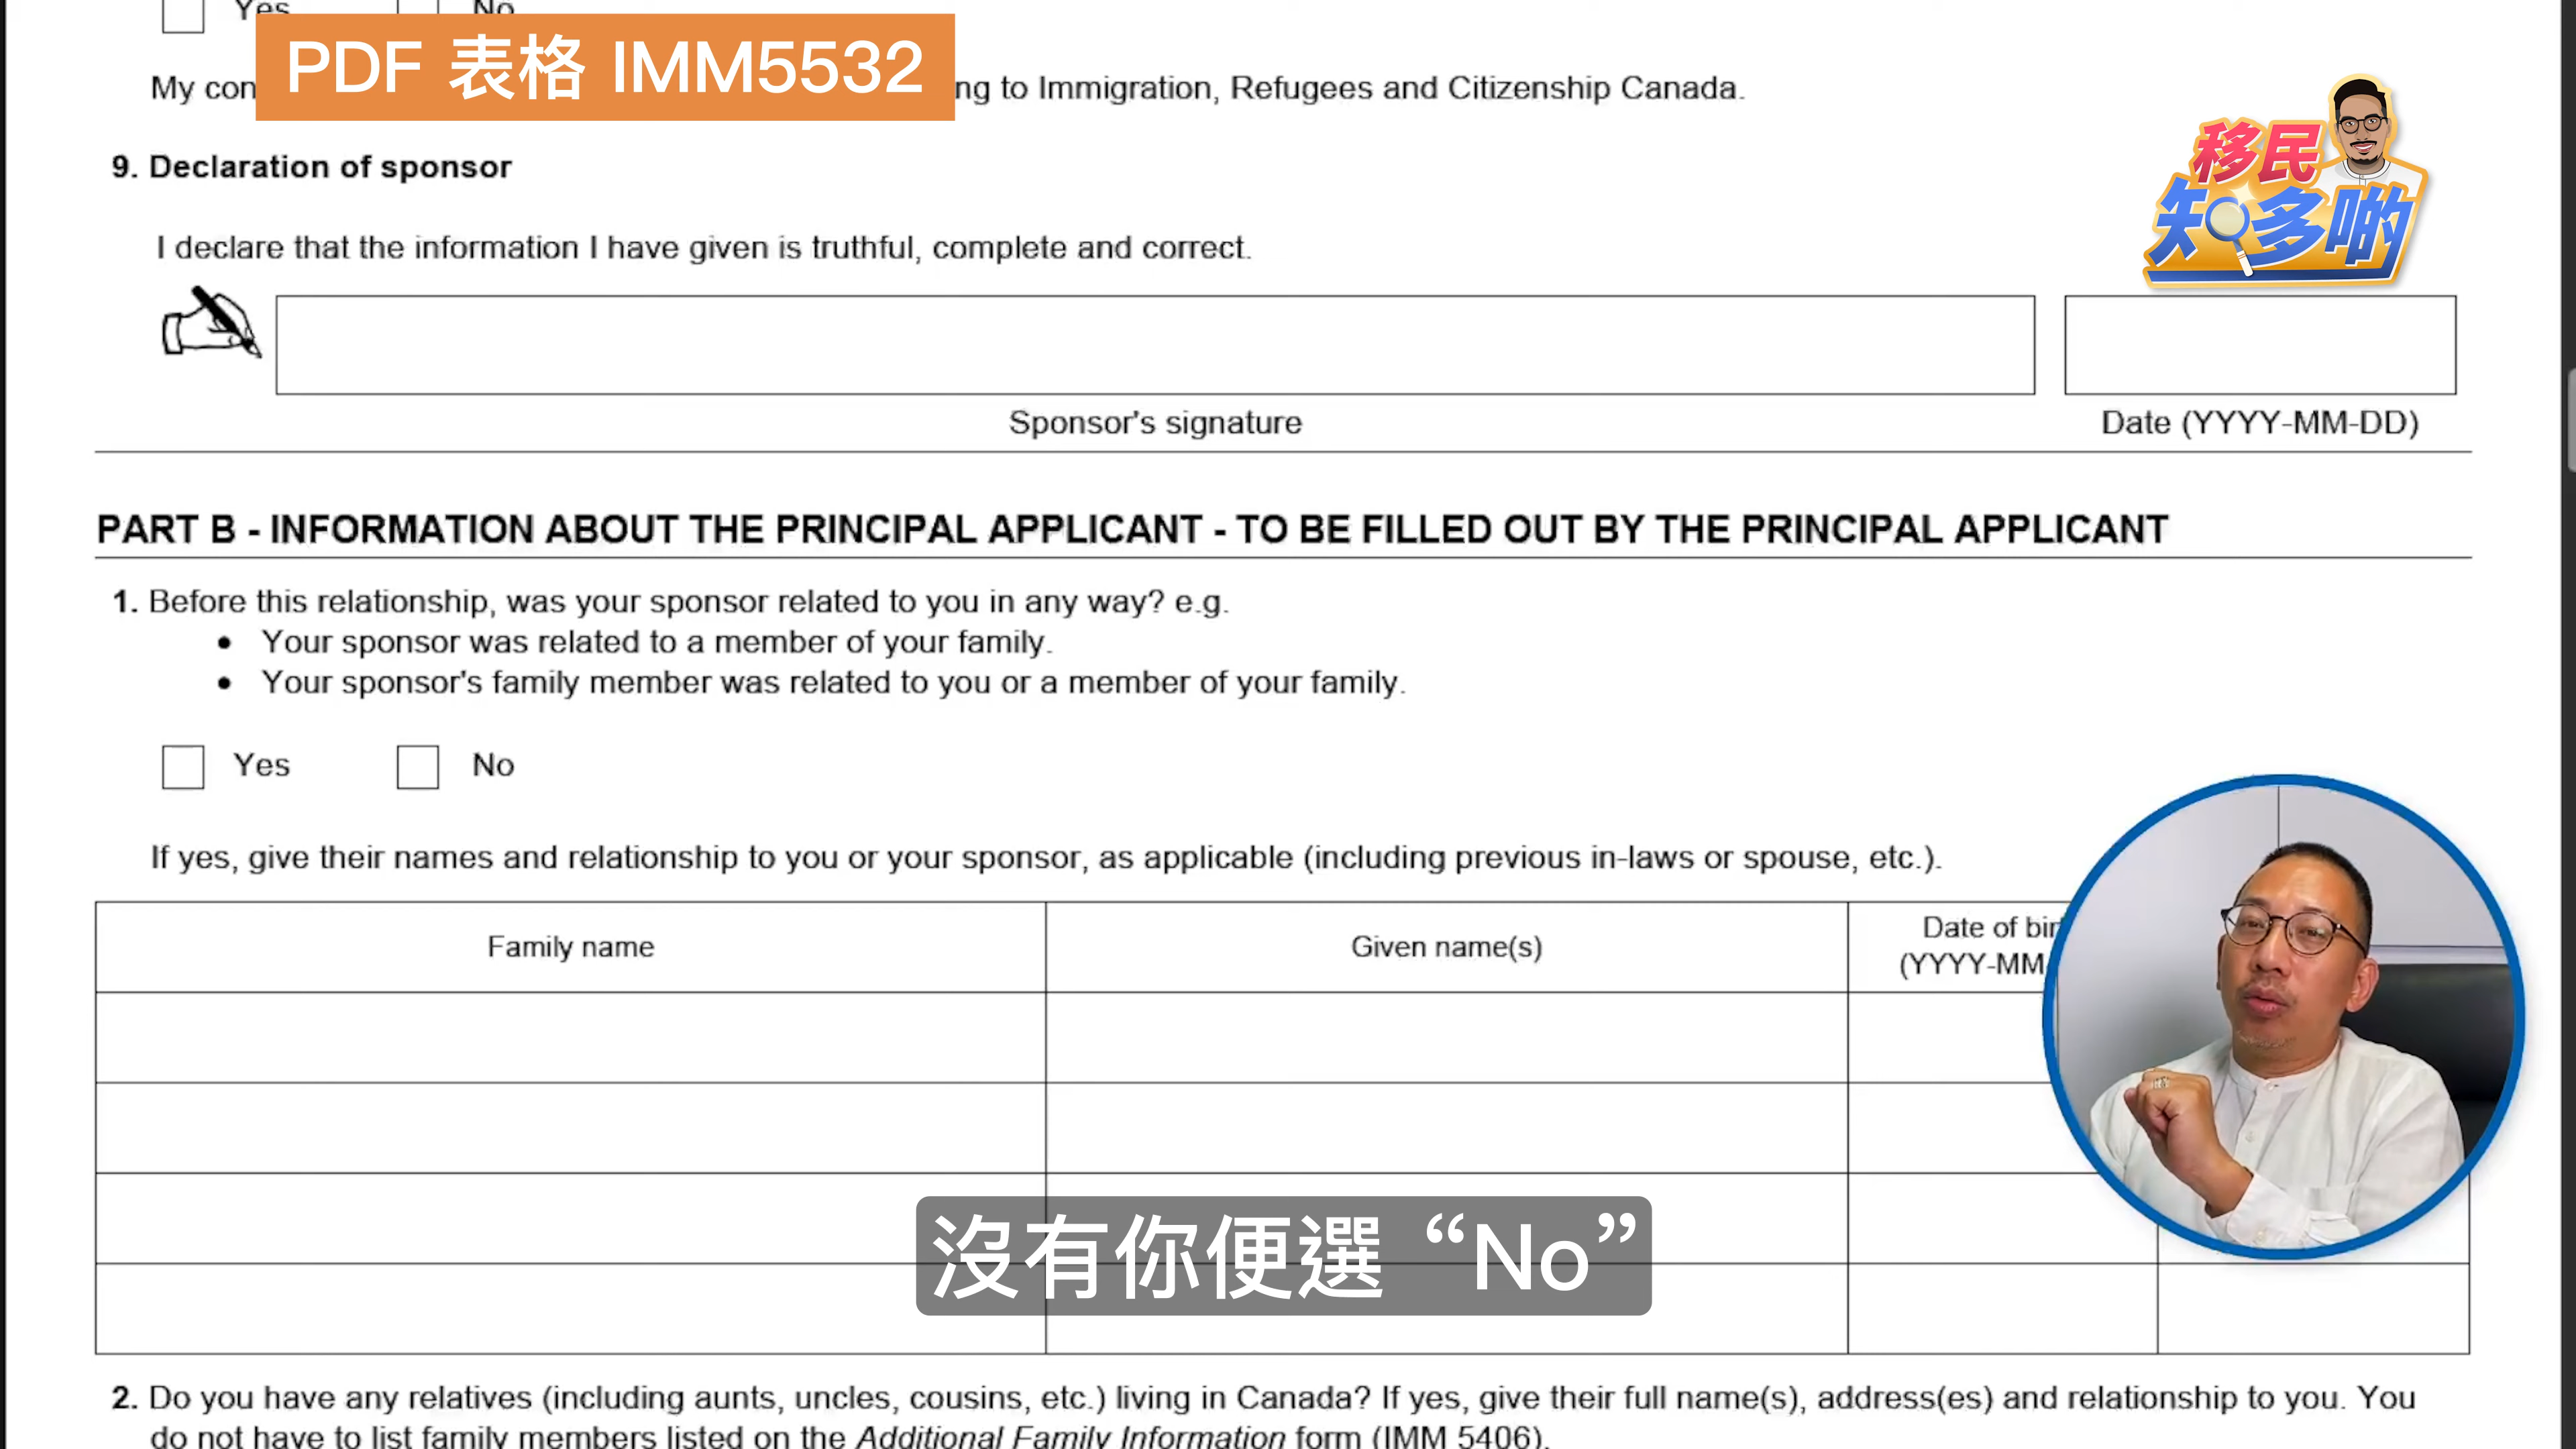 Yes No
PDF 表格 IMM5532
My con ng to Immigration, Refugees and Citizenship Canada.
移民
知多啲
9. Declaration of sponsor
I declare that the information I have given is truthful, complete and correct.
Sponsor's signature
Date (YYYY-MM-DD)
PART B - INFORMATION ABOUT THE PRINCIPAL APPLICANT - TO BE FILLED OUT BY THE PRINCIPAL APPLICANT
1. Before this relationship, was your sponsor related to you in any way? e.g.
• Your sponsor was related to a member of your family.
• Your sponsor's family member was related to you or a member of your family.
Yes No
If yes, give their names and relationship to you or your sponsor, as applicable (including previous in-laws or spouse, etc.).
Family name
Given name(s)
Date of bir
(YYYY-MM
沒有你便選 “No”
2. Do you have any relatives (including aunts, uncles, cousins, etc.) living in Canada? If yes, give their full name(s), address(es) and relationship to you. You
do not have to list family members listed on the Additional Family Information form (IMM 5406).